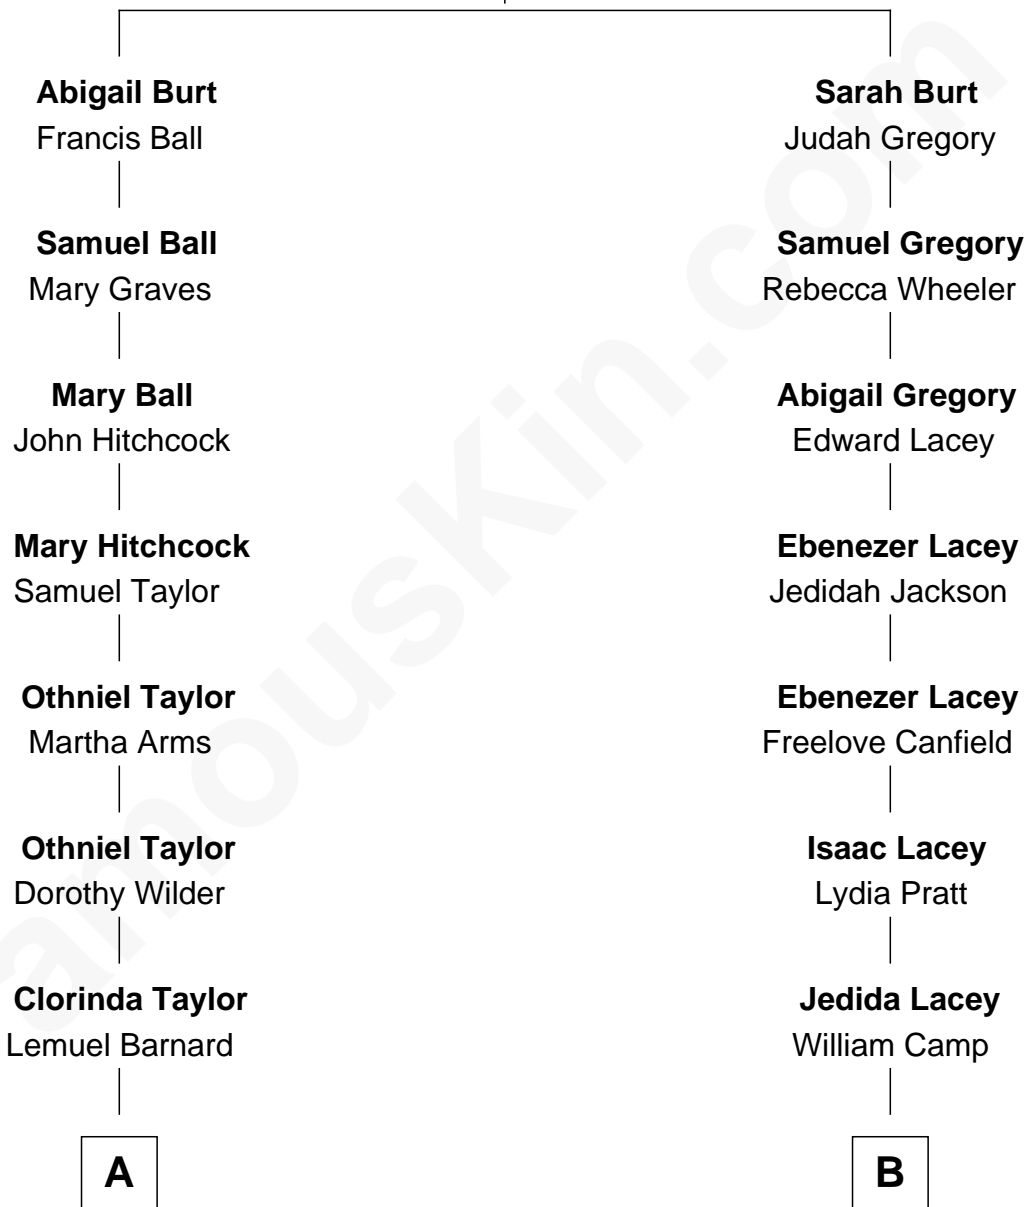 Abigail Burt
Francis Ball
Samuel Ball
Mary Graves
Mary Ball
John Hitchcock
Mary Hitchcock
Samuel Taylor
Othniel Taylor
Martha Arms
Othniel Taylor
Dorothy Wilder
Clorinda Taylor
Lemuel Barnard
A
Sarah Burt
Judah Gregory
Samuel Gregory
Rebecca Wheeler
Abigail Gregory
Edward Lacey
Ebenezer Lacey
Jedidah Jackson
Ebenezer Lacey
Freelove Canfield
Isaac Lacey
Lydia Pratt
Jedida Lacey
William Camp
B
amouskin.com